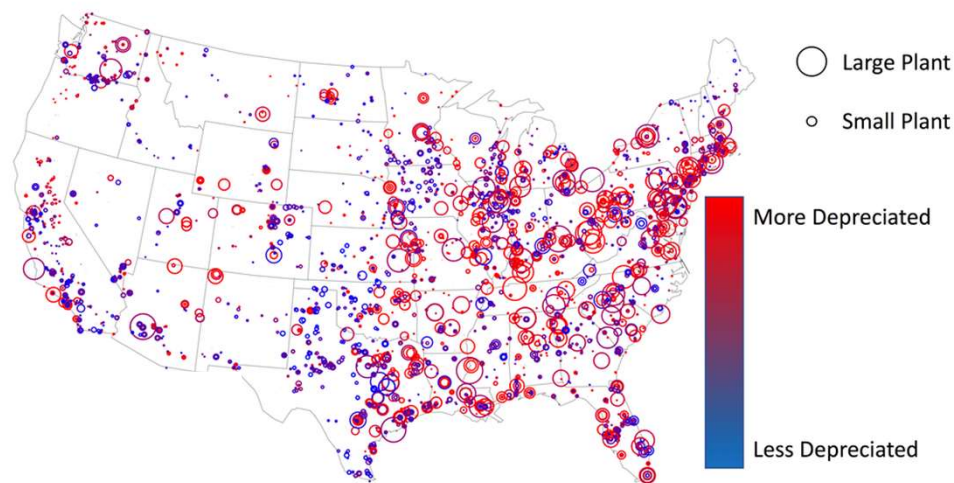 Large Plant
Small Plant
More Depreciated
Less Depreciated